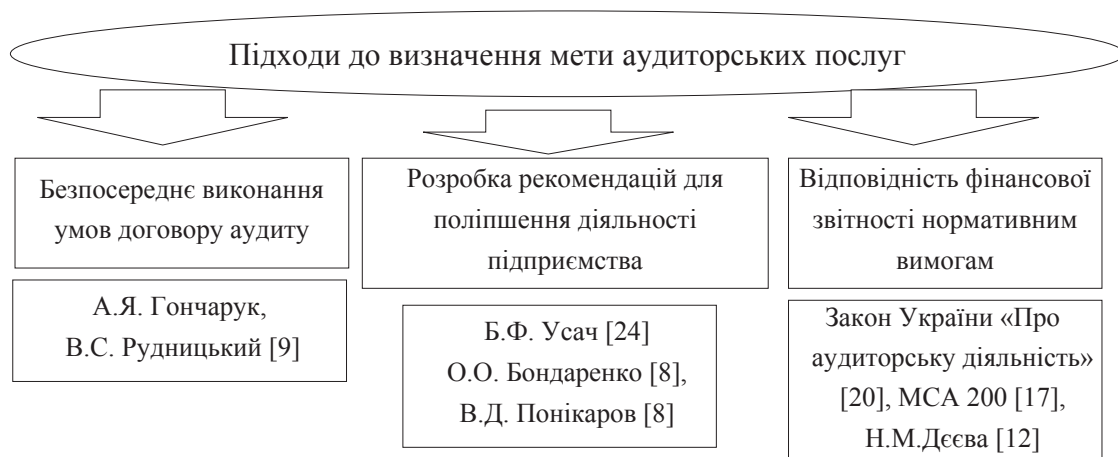 Підходи до визначення мети аудиторських послуг
Безпосереднє виконання
умов договору аудиту
А.Я. Гончарук,
В.С. Рудницький [9]
Розробка рекомендацій для
поліпшення діяльності
підприємства
Б.Ф. Усач [24]
О.О. Бондаренко [8],
В.Д. Понікаров [8]
Відповідність фінансової
звітності нормативним
вимогам
Закон України «Про
аудиторську діяльність»
[20], МСА 200 [17],
Н.М.Дєєва [12]